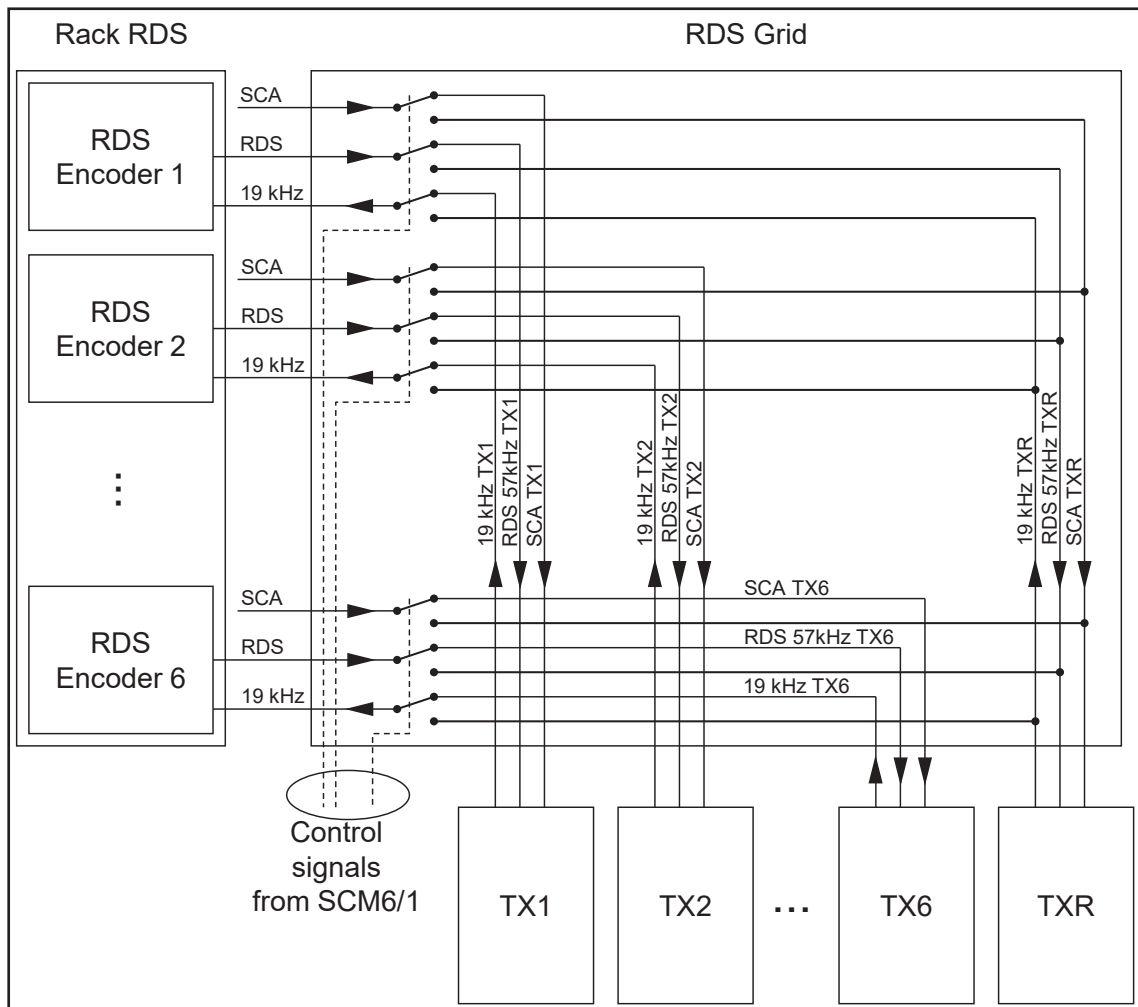 Rack RDS
RDS Grid
RDS
Encoder 1
SCA
RDS
19 kHz
RDS
Encoder 2
SCA
RDS
19 kHz
...
19 kHz TX1
RDS 57kHz TX1
SCA TX1
19 kHz TX2
RDS 57kHz TX2
SCA TX2
19 kHz TXR
RDS 57kHz TXR
SCA TXR
RDS
Encoder 6
SCA
RDS
19 kHz
SCA TX6
RDS 57kHz TX6
19 kHz TX6
Control
signals
from SCM6/1
TX1
TX2
...
TX6
TXR